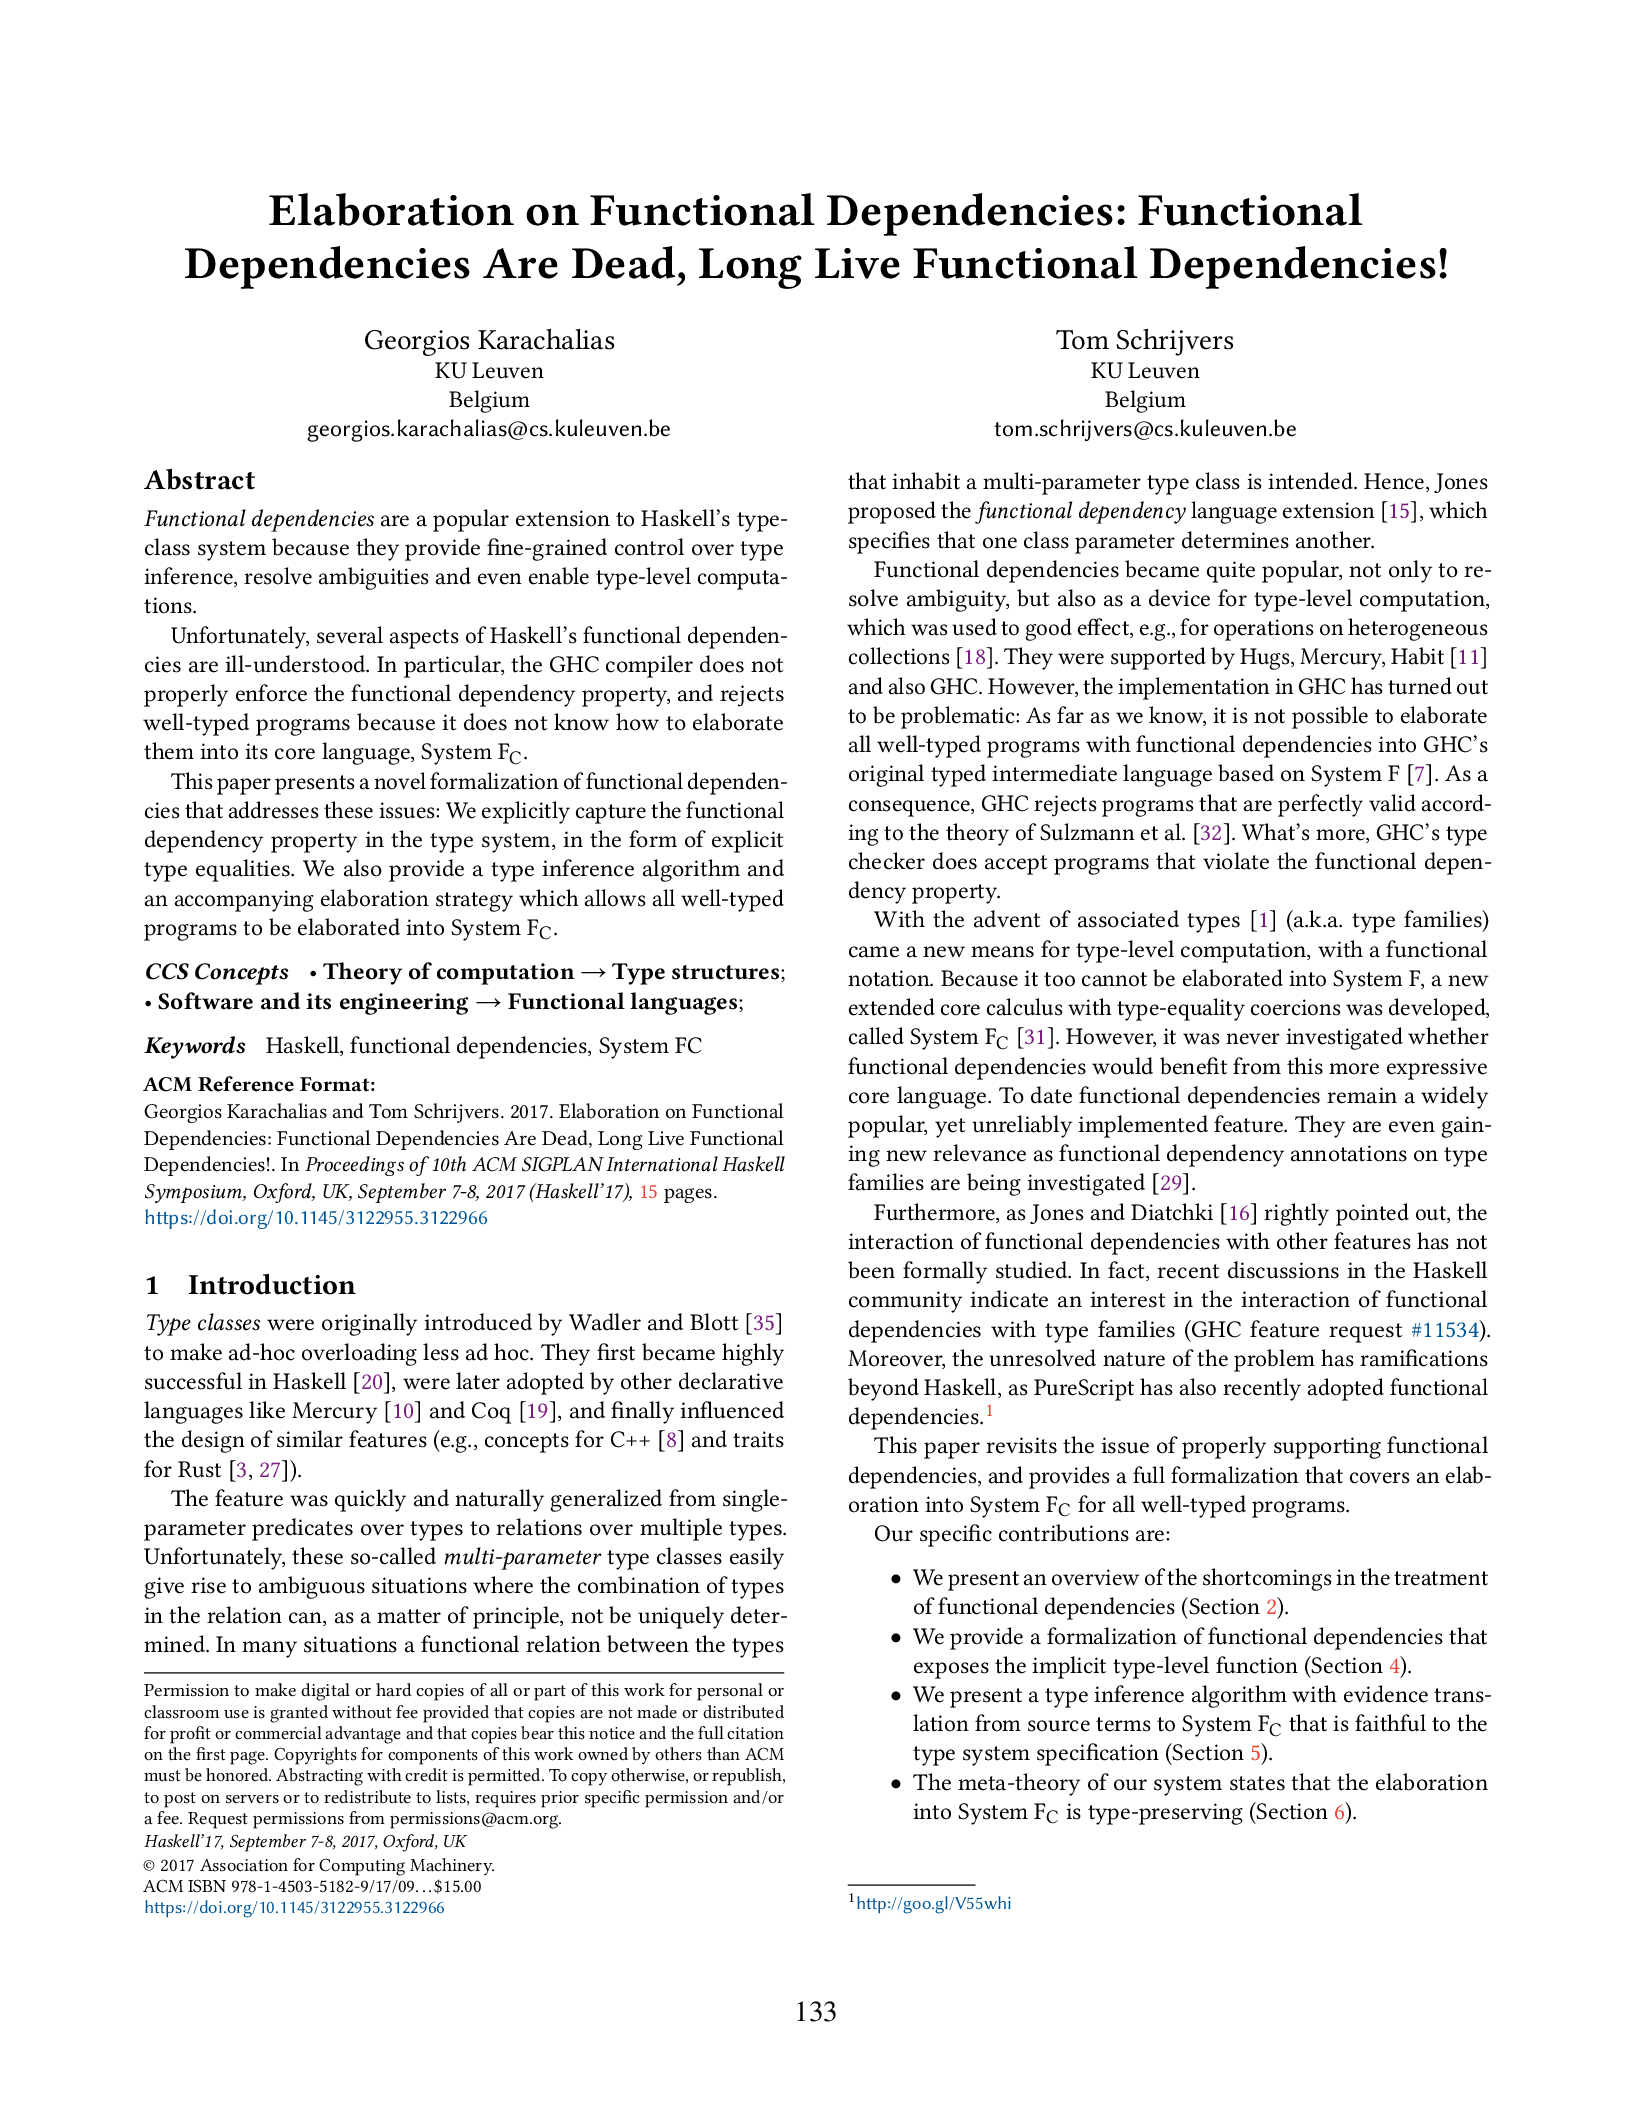 Elaboration on Functional Dependencies: Functional
Dependencies Are Dead, Long Live Functional Dependencies!
Georgios Karachalias
KU Leuven
Belgium
georgios.karachalias@cs.kuleuven.be
Tom Schrijvers
KU Leuven
Belgium
tom.schrijvers@cs.kuleuven.be
Abstract
Functional dependencies are a popular extension to Haskell's type-
class system because they provide fine-grained control over type
inference, resolve ambiguities and even enable type-level computa-
tions.
Unfortunately, several aspects of Haskell's functional dependen-
cies are ill-understood. In particular, the GHC compiler does not
properly enforce the functional dependency property, and rejects
well-typed programs because it does not know how to elaborate
them into its core language, System FC.
This paper presents a novel formalization of functional dependen-
cies that addresses these issues: We explicitly capture the functional
dependency property in the type system, in the form of explicit
type equalities. We also provide a type inference algorithm and
an accompanying elaboration strategy which allows all well-typed
programs to be elaborated into System FC.
CCS Concepts • Theory of computation → Type structures;
• Software and its engineering → Functional languages;
Keywords Haskell, functional dependencies, System FC
ACM Reference Format:
Georgios Karachalias and Tom Schrijvers. 2017. Elaboration on Functional
Dependencies: Functional Dependencies Are Dead, Long Live Functional
Dependencies!. In Proceedings of 10th ACM SIGPLAN International Haskell
Symposium, Oxford, UK, September 7-8, 2017 (Haskell'17), 15 pages.
https://doi.org/10.1145/3122955.3122966
1 Introduction
Type classes were originally introduced by Wadler and Blott [35]
to make ad-hoc overloading less ad hoc. They first became highly
successful in Haskell [20], were later adopted by other declarative
languages like Mercury [10] and Coq [19], and finally influenced
the design of similar features (e.g., concepts for C++ [8] and traits
for Rust [3, 27]).
The feature was quickly and naturally generalized from single-
parameter predicates over types to relations over multiple types.
Unfortunately, these so-called multi-parameter type classes easily
give rise to ambiguous situations where the combination of types
in the relation can, as a matter of principle, not be uniquely deter-
mined. In many situations a functional relation between the types
Permission to make digital or hard copies of all or part of this work for personal or
classroom use is granted without fee provided that copies are not made or distributed
for profit or commercial advantage and that copies bear this notice and the full citation
on the first page. Copyrights for components of this work owned by others than ACM
must be honored. Abstracting with credit is permitted. To copy otherwise, or republish,
to post on servers or to redistribute to lists, requires prior specific permission and/or
a fee. Request permissions from permissions@acm.org.
Haskell'17, September 7-8, 2017, Oxford, UK
© 2017 Association for Computing Machinery.
ACM ISBN 978-1-4503-5182-9/17/09...$15.00
https://doi.org/10.1145/3122955.3122966
that inhabit a multi-parameter type class is intended. Hence, Jones
proposed the functional dependency language extension [15], which
specifies that one class parameter determines another.
Functional dependencies became quite popular, not only to re-
solve ambiguity, but also as a device for type-level computation,
which was used to good effect, e.g., for operations on heterogeneous
collections [18]. They were supported by Hugs, Mercury, Habit [11]
and also GHC. However, the implementation in GHC has turned out
to be problematic: As far as we know, it is not possible to elaborate
all well-typed programs with functional dependencies into GHC's
original typed intermediate language based on System F [7]. As a
consequence, GHC rejects programs that are perfectly valid accord-
ing to the theory of Sulzmann et al. [32]. What's more, GHC's type
checker does accept programs that violate the functional depen-
dency property.
With the advent of associated types [1] (a.k.a. type families)
came a new means for type-level computation, with a functional
notation. Because it too cannot be elaborated into System F, a new
extended core calculus with type-equality coercions was developed,
called System FC [31]. However, it was never investigated whether
functional dependencies would benefit from this more expressive
core language. To date functional dependencies remain a widely
popular, yet unreliably implemented feature. They are even gain-
ing new relevance as functional dependency annotations on type
families are being investigated [29].
Furthermore, as Jones and Diatchki [16] rightly pointed out, the
interaction of functional dependencies with other features has not
been formally studied. In fact, recent discussions in the Haskell
community indicate an interest in the interaction of functional
dependencies with type families (GHC feature request #11534).
Moreover, the unresolved nature of the problem has ramifications
beyond Haskell, as PureScript has also recently adopted functional
dependencies.1
This paper revisits the issue of properly supporting functional
dependencies, and provides a full formalization that covers an elab-
oration into System FC for all well-typed programs.
Our specific contributions are:
• We present an overview of the shortcomings in the treatment
of functional dependencies (Section 2).
• We provide a formalization of functional dependencies that
exposes the implicit type-level function (Section 4).
• We present a type inference algorithm with evidence trans-
lation from source terms to System FC that is faithful to the
type system specification (Section 5).
• The meta-theory of our system states that the elaboration
into System FC is type-preserving (Section 6).
1http://goo.gl/V55whi
133